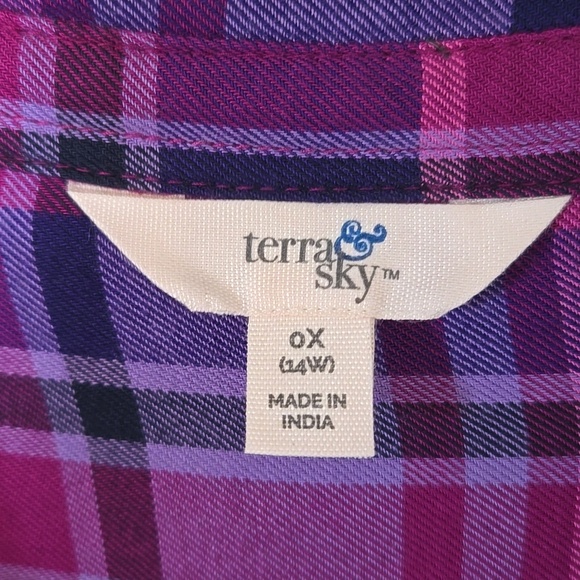 terra &
sky™
0X
(14W)
MADE IN
INDIA